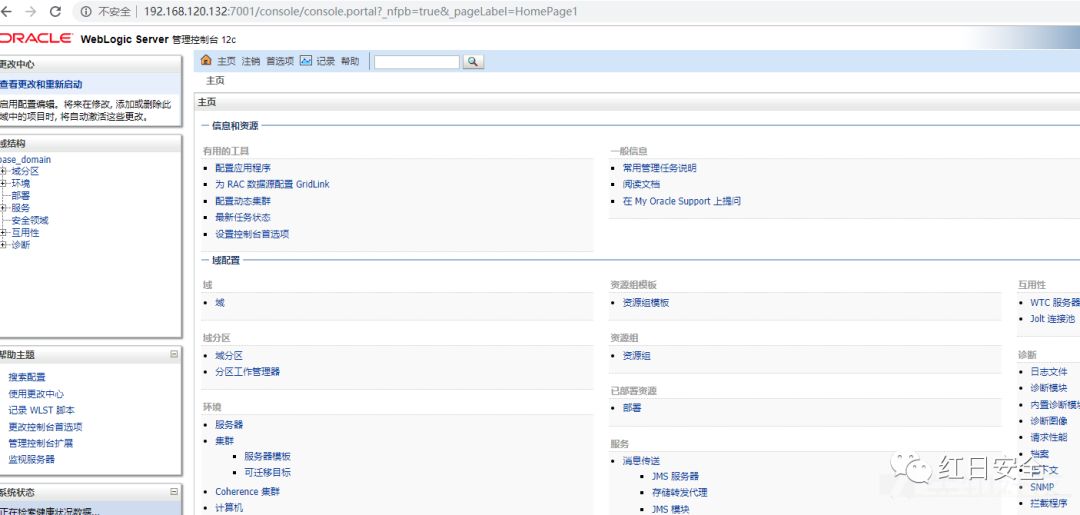 不安全 192.168.120.132:7001/console/console.portal?_nfpb=true&_pageLabel=HomePage1
ORACLE WebLogic Server 管理控制台 12c
更改中心
查看更改和重新启动
启用配置编辑。将来在修改, 添加或删除此
域中的项目时, 将自动激活这些更改。
域结构
base_domain
域分区
环境
部署
服务
安全领域
互用性
诊断
帮助主题
搜索配置
使用更改中心
记录 WLST 脚本
更改控制台首选项
管理控制台扩展
监视服务器
系统状态
正在检索健康状况数据...
主页 注销 首选项 记录 帮助
主页
主页
信息和资源
有用的工具
配置应用程序
为 RAC 数据源配置 GridLink
配置动态集群
最新任务状态
设置控制台首选项
一般信息
常用管理任务说明
阅读文档
在 My Oracle Support 上提问
域配置
域
域
域分区
域分区
分区工作管理器
环境
服务器
集群
服务器模板
可迁移目标
Coherence 集群
计算机
资源组模板
资源组模板
资源组
资源组
已部署资源
部署
服务
消息传送
JMS 服务器
存储转发代理
JMS 模块
互用性
WTC 服务器
Jolt 连接池
诊断
日志文件
诊断模块
内置诊断模块
诊断图像
请求性能
档案
下文
SNMP
拦截程序
红日安全